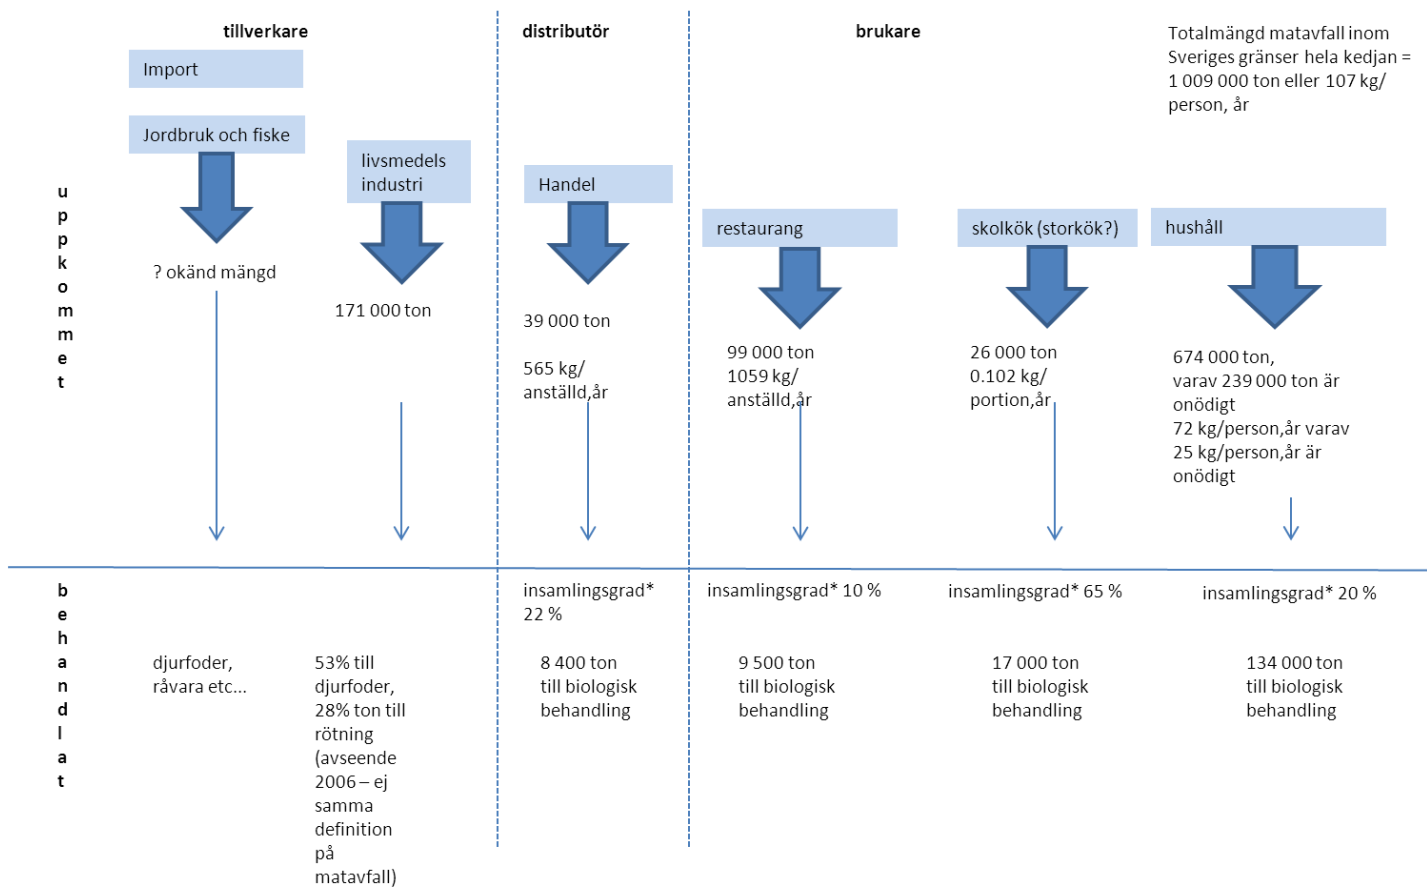 tillverkare
distributör
brukare
Totalmängd matavfall inom
Sveriges gränser hela kedjan =
1 009 000 ton eller 107 kg/
person, år
Import
Jordbruk och fiske
livsmedels
industri
Handel
restaurang
skolkök (storkök?)
hushåll
u
p
p
k
o
m
m
e
t
? okänd mängd
171 000 ton
39 000 ton
565 kg/
anställd,år
99 000 ton
1059 kg/
anställd,år
26 000 ton
0.102 kg/
portion,år
674 000 ton,
varav 239 000 ton är
onödigt
72 kg/person,år varav
25 kg/person,år är
onödigt
b
e
h
a
n
d
l
a
t
insamlingsgrad*
22 %
insamlingsgrad* 10 %
insamlingsgrad* 65 %
insamlingsgrad* 20 %
djurfoder,
råvara etc...
53% till
djurfoder,
28% ton till
rötning
(avseende
2006 – ej
samma
definition
på
matavfall)
8 400 ton
till biologisk
behandling
9 500 ton
till biologisk
behandling
17 000 ton
till biologisk
behandling
134 000 ton
till biologisk
behandling